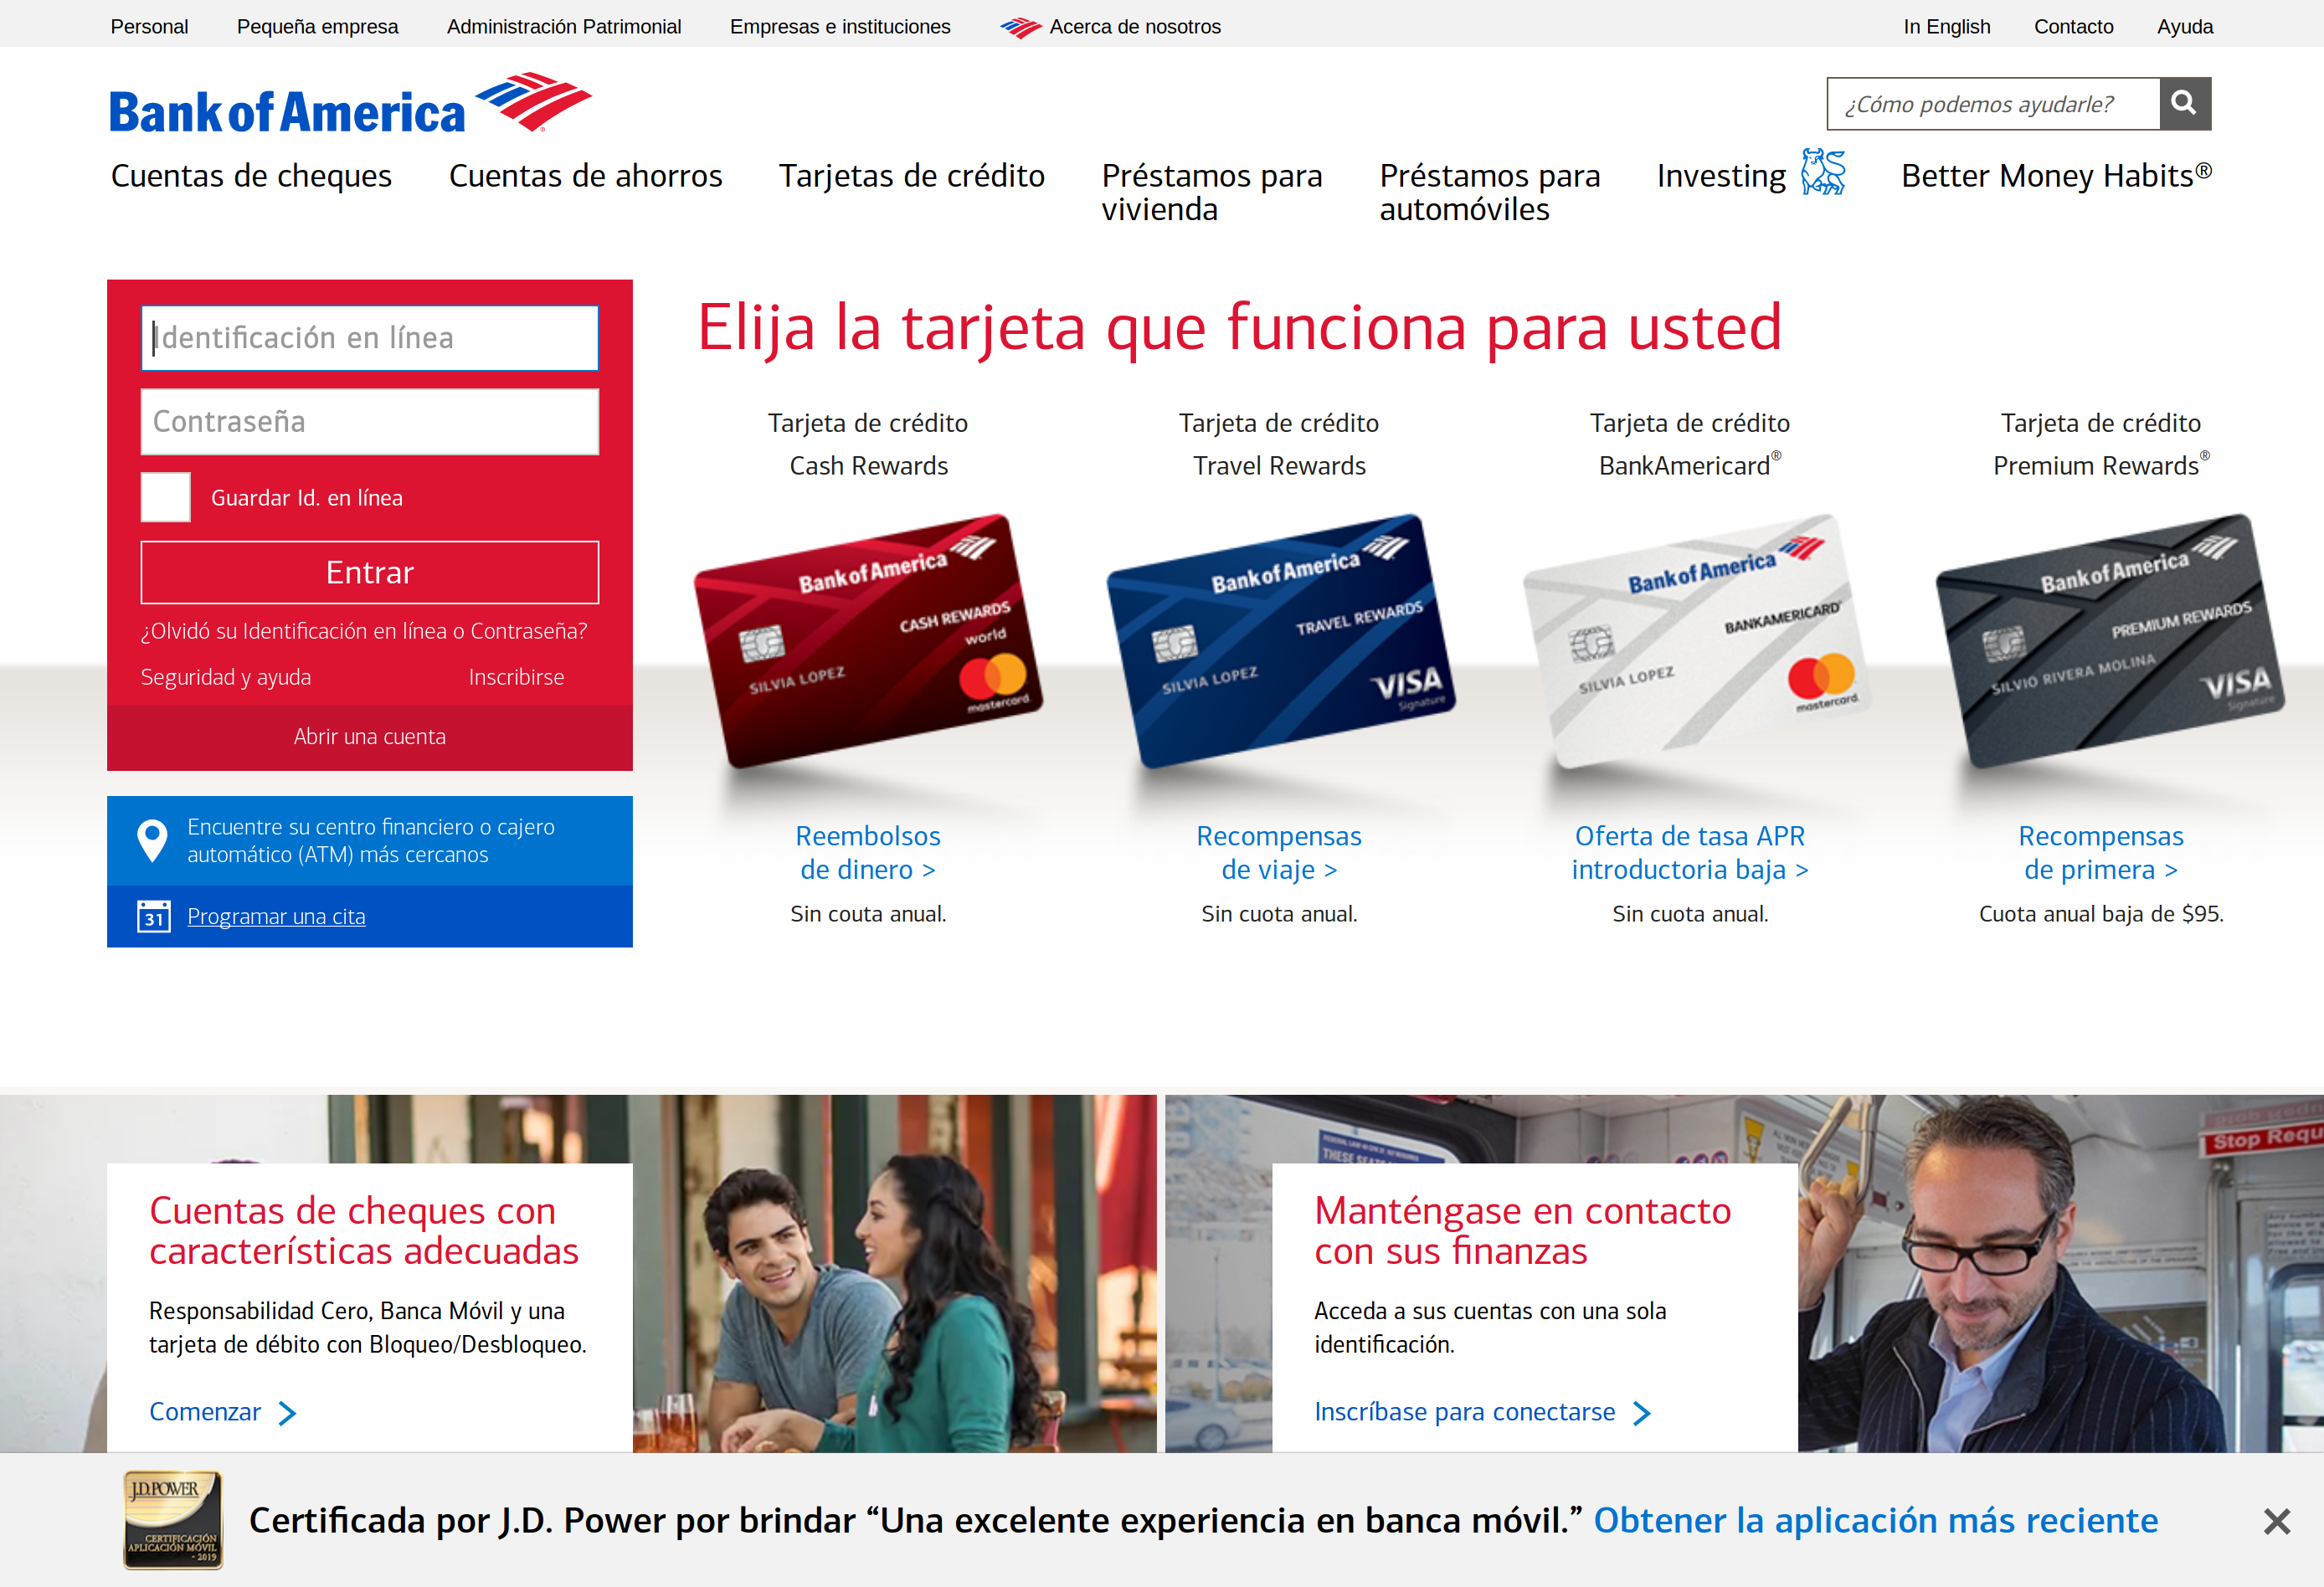 Personal
Pequeña empresa
Administración Patrimonial
Empresas e instituciones
Acerca de nosotros
In English
Contacto
Ayuda
Bank of America
¿Cómo podemos ayudarle?
Cuentas de cheques
Cuentas de ahorros
Tarjetas de crédito
Préstamos para
vivienda
Préstamos para
automóviles
Investing
Better Money Habits®
Identificación en línea
Contraseña
Guardar Id. en línea
Entrar
¿Olvidó su Identificación en línea o Contraseña?
Seguridad y ayuda
Inscribirse
Abrir una cuenta
Encuentre su centro financiero o cajero
automático (ATM) más cercanos
31
Programar una cita
Elija la tarjeta que funciona para usted
Tarjeta de crédito
Cash Rewards
Bank of America
CASH REWARDS
world
SILVIA LOPEZ
mastercard.
Reembolsos
de dinero >
Sin couta anual.
Tarjeta de crédito
Travel Rewards
Bank of America
TRAVEL REWARDS
SILVIA LOPEZ
VISA
Signature
Recompensas
de viaje >
Sin cuota anual.
Tarjeta de crédito
BankAmericard®
Bank of America
BANKAMERICARD®
SILVIA LOPEZ
mastercard.
Oferta de tasa APR
introductoria baja >
Sin cuota anual.
Tarjeta de crédito
Premium Rewards®
Bank of America
PREMIUM REWARDS
SILVIO RIVERA MOLINA
VISA
Signature
Recompensas
de primera >
Cuota anual baja de $95.
Cuentas de cheques con
características adecuadas
Responsabilidad Cero, Banca Móvil y una
tarjeta de débito con Bloqueo/Desbloqueo.
Comenzar
THESE SEATS
Stop Requ
Manténgase en contacto
con sus finanzas
Acceda a sus cuentas con una sola
identificación.
Inscríbase para conectarse
J.D.POWER
CERTIFICACIÓN
APLICACIÓN MÓVIL
- 2019
Certificada por J.D. Power por brindar “Una excelente experiencia en banca móvil.” Obtener la aplicación más reciente